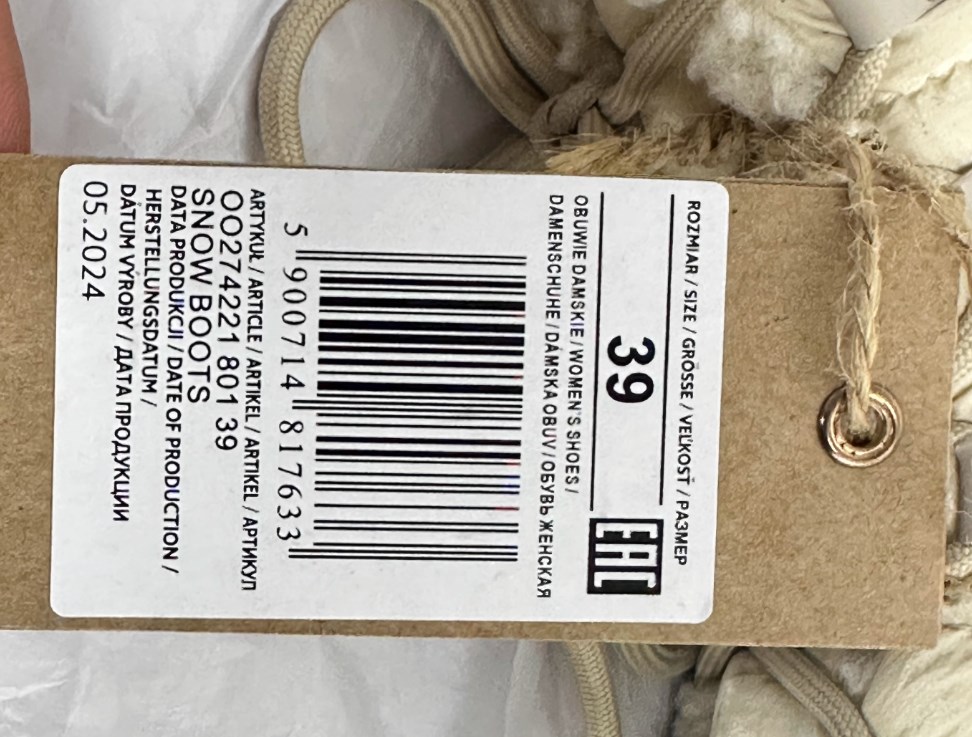 ROZMIAR / SIZE / GRÖSSE / VEĽKOSŤ / РАЗМЕР
39
EAC
OBUWIE DAMSKIE / WOMEN'S SHOES /
DAMENSCHUHE / DÁMSKA OBUV / ОБУВЬ ЖЕНСКАЯ
5 900714 817633
ARTYKUŁ / ARTICLE / ARTIKEL / ARTIKEL / АРТИКУЛ
OO274221 801 39
SNOW BOOTS
DATA PRODUKCJI / DATE OF PRODUCTION /
HERSTELLUNGSDATUM /
DÁTUM VÝROBY / ДАТА ПРОДУКЦИИ
05.2024